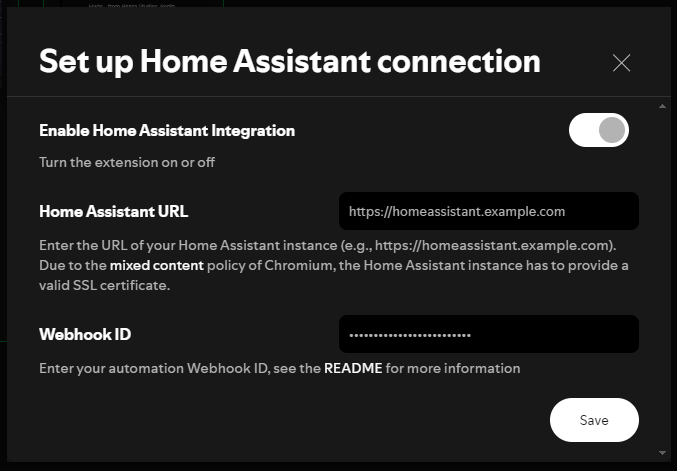 Set up Home Assistant connection
Enable Home Assistant Integration
Turn the extension on or off
Home Assistant URL
https://homeassistant.example.com
Enter the URL of your Home Assistant instance (e.g., https://homeassistant.example.com).
Due to the mixed content policy of Chromium, the Home Assistant instance has to provide a
valid SSL certificate.
Webhook ID
•••••••••••••••••••••••••
Enter your automation Webhook ID, see the README for more information
Save